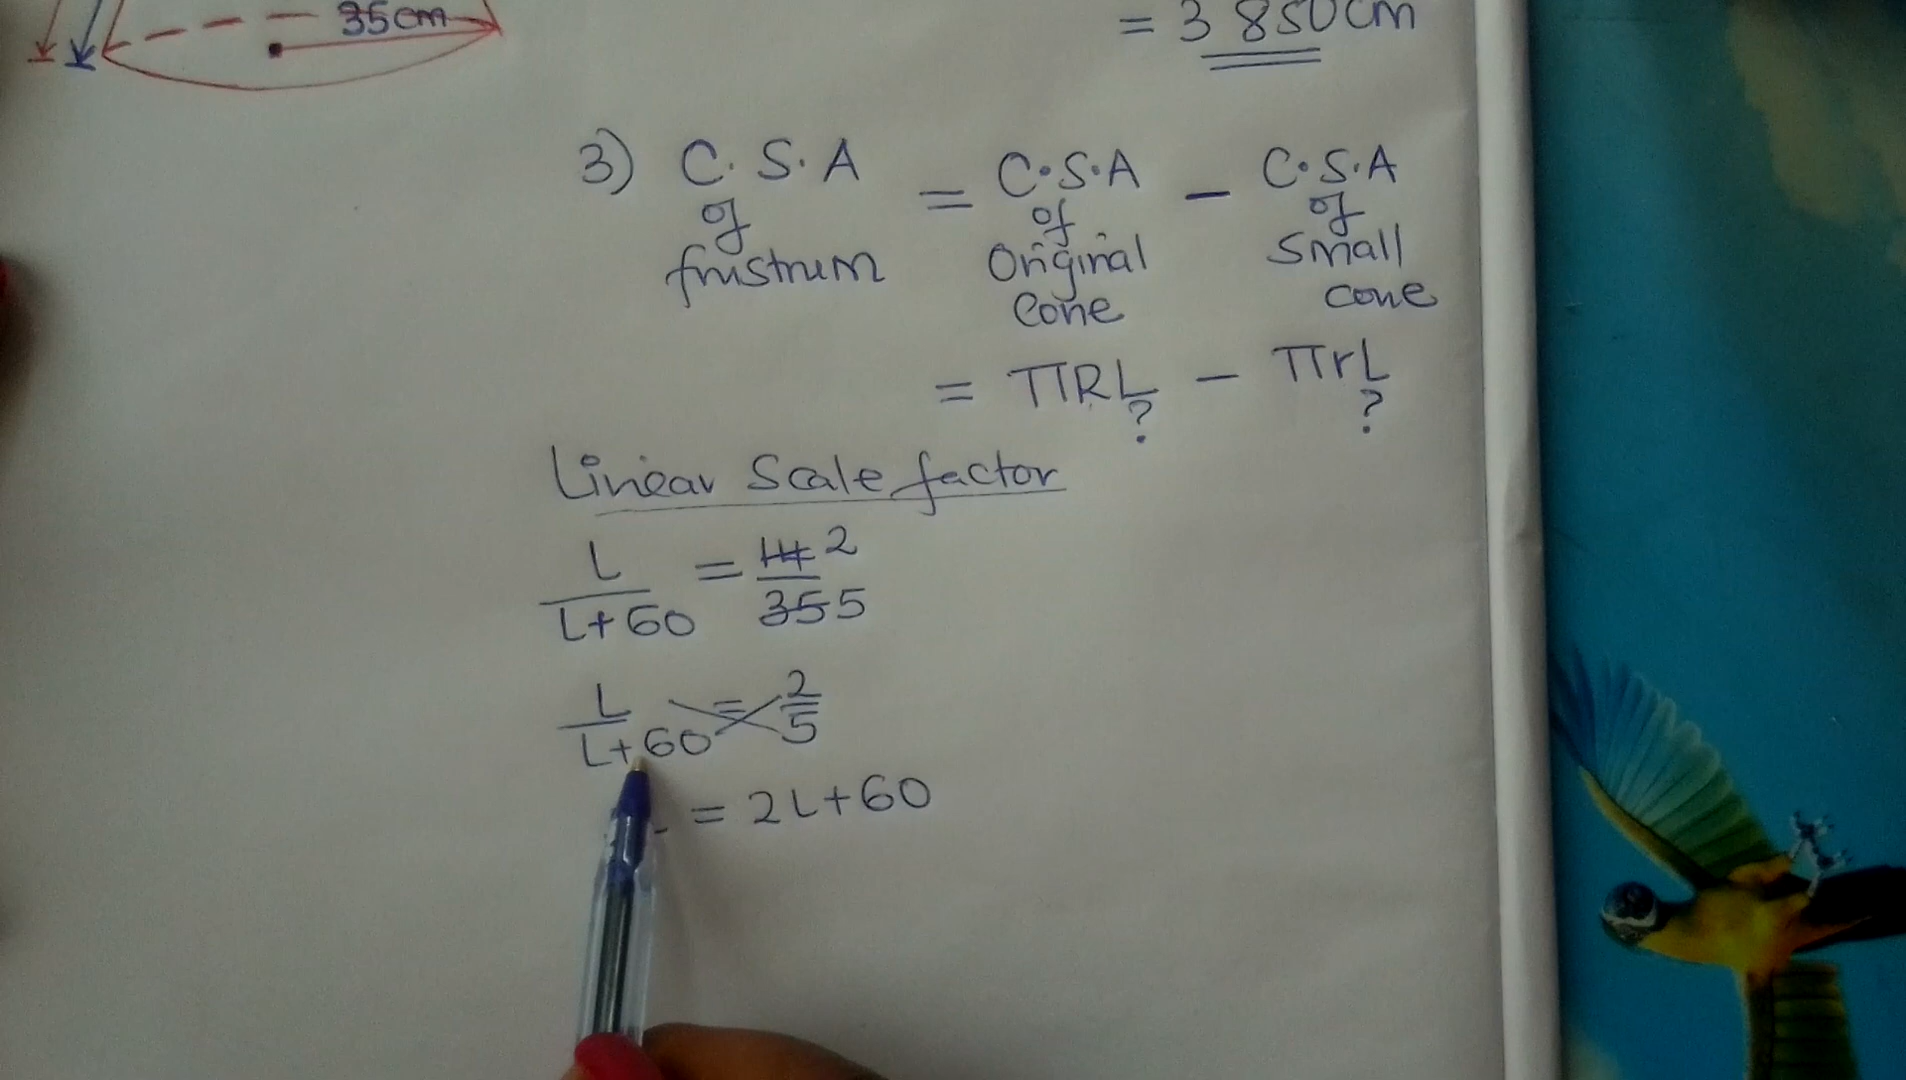 35cm
= 3 850cm
3) C.S.A of frustrum = C.S.A of Original Cone - C.S.A of Small cone
= πRL - πrL
? ?
Linear Scale factor
L/L+60 = 14/35 2/5
L/L+60 = 2/5
= 2L+60